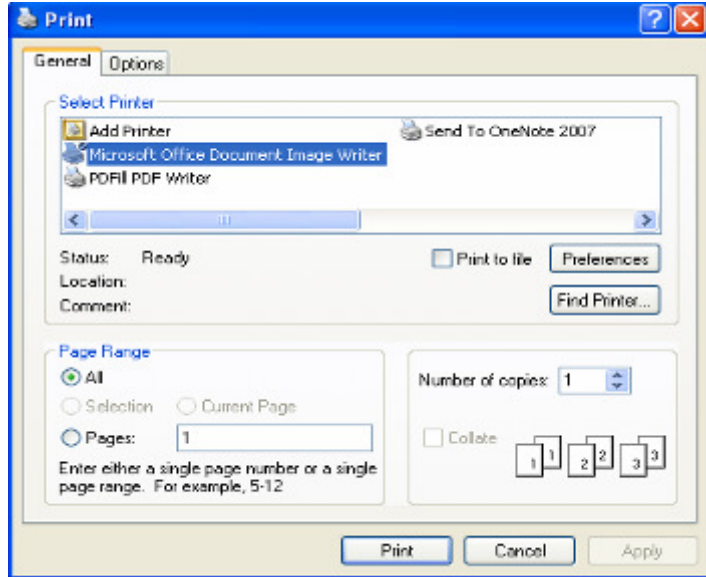 Print
General Options
Select Printer
Add Printer Send To OneNote 2007
Microsoft Office Document Image Writer
PDFill PDF Writer
Status: Ready Print to file Preferences
Location:
Comment: Find Printer...
Page Range
All Number of copies: 1
Selection Current Page
Pages: 1 Collate
1 1 2 2 3 3
Enter either a single page number or a single
page range. For example, 5-12
Print Cancel Apply